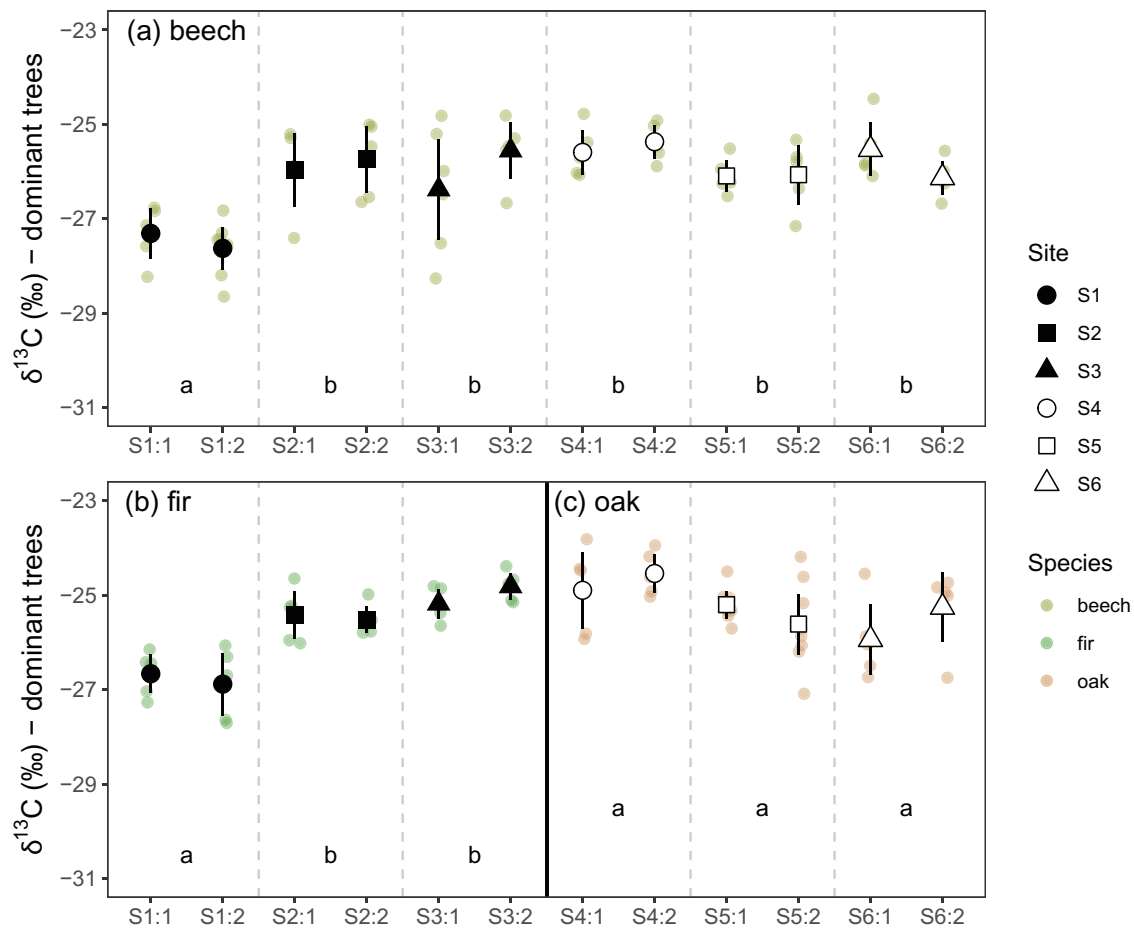 (a) beech
δ¹³C (‰) − dominant trees
−23
−25
−27
−29
−31
a b b b b b
S1:1 S1:2 S2:1 S2:2 S3:1 S3:2 S4:1 S4:2 S5:1 S5:2 S6:1 S6:2
(b) fir
(c) oak
δ¹³C (‰) − dominant trees
−23
−25
−27
−29
−31
a a a
a b b
S1:1 S1:2 S2:1 S2:2 S3:1 S3:2 S4:1 S4:2 S5:1 S5:2 S6:1 S6:2
Site
S1
S2
S3
S4
S5
S6
Species
beech
fir
oak